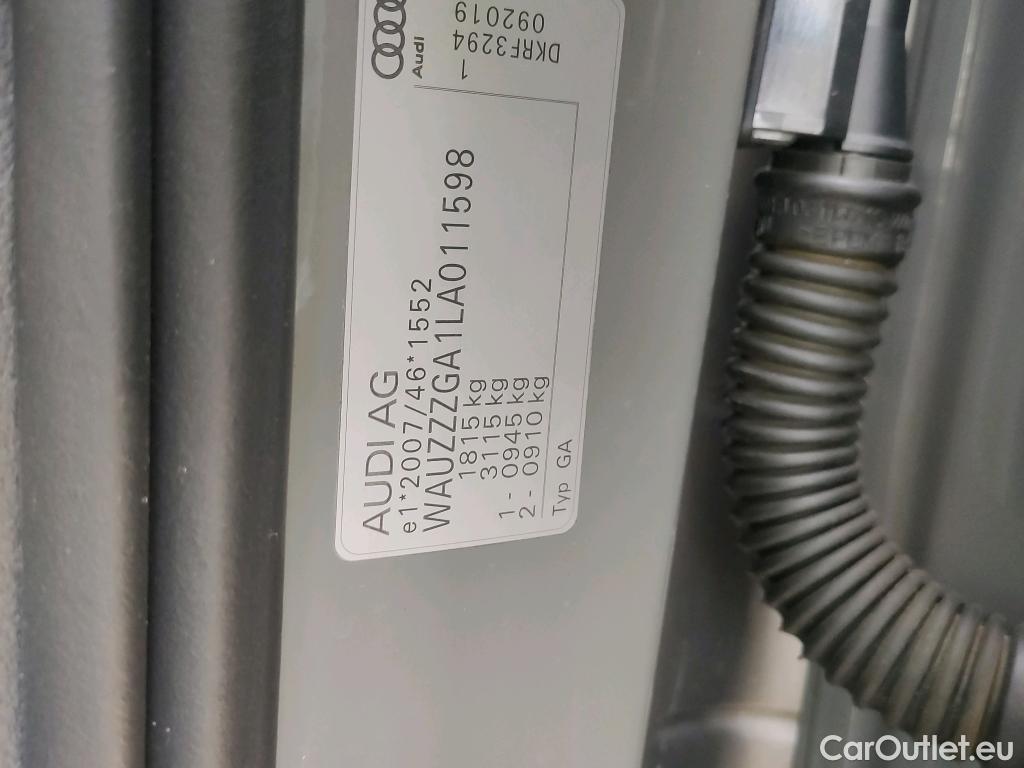 AUDI AG
e1*2007/46*1552
WAUZZZGA1LA011598
1815 kg
3115 kg
1 - 0945 kg
2 - 0910 kg
Typ GA
Audi
1
DKRF3294
092019
CarOutlet.eu